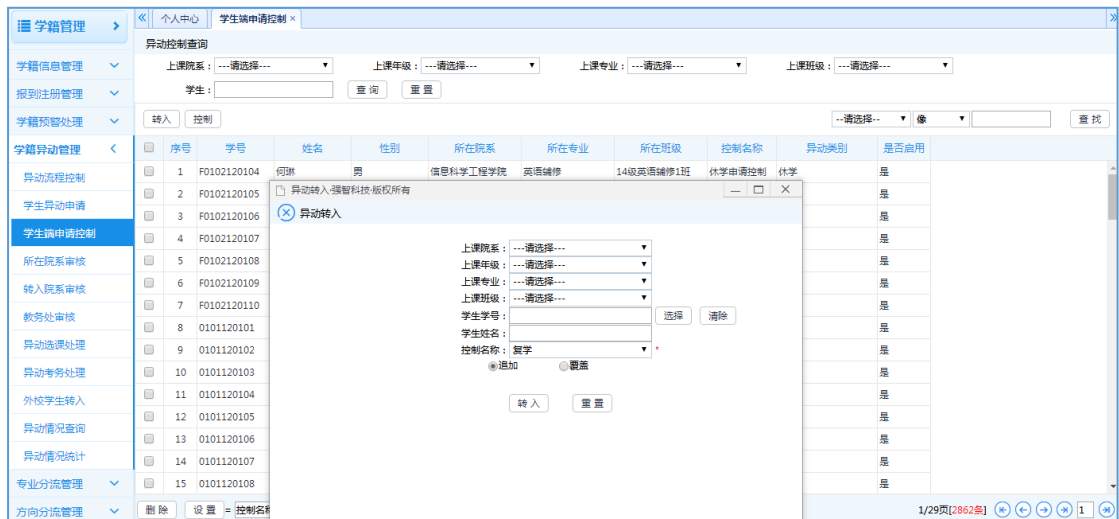 学籍管理
学籍信息管理
报到注册管理
学籍预警处理
学籍异动管理
异动流程控制
学生异动申请
学生端申请控制
所在院系审核
转入院系审核
教务处审核
异动选课处理
异动考务处理
外校学生转入
异动情况查询
异动情况统计
专业分流管理
方向分流管理
个人中心 学生端申请控制 ×
异动控制查询
上课院系： ---请选择--- 上课年级： ---请选择--- 上课专业： ---请选择--- 上课班级： ---请选择---
学生： 查 询 重 置
转入 控制 --请选择-- 像 查 找
序号 学号 姓名 性别 所在院系 所在专业 所在班级 控制名称 异动类别 是否启用
1 F0102120104 何琳 男 信息科学工程学院 英语辅修 14级英语辅修1班 休学申请控制 休学 是
2 F0102120105 是
3 F0102120106 是
4 F0102120107 是
5 F0102120108 是
6 F0102120109 是
7 F0102120110 是
8 0101120101 是
9 0101120102 是
10 0101120103 是
11 0101120104 是
12 0101120105 是
13 0101120106 是
14 0101120107 是
15 0101120108 是
异动转入·强智科技·版权所有
异动转入
上课院系： ---请选择---
上课年级： ---请选择---
上课专业： ---请选择---
上课班级： ---请选择---
学生学号： 选择 清除
学生姓名：
控制名称： 复学 *
追加 覆盖
转 入 重 置
删 除 设 置 = 控制名称 1/29页[2862条] 1